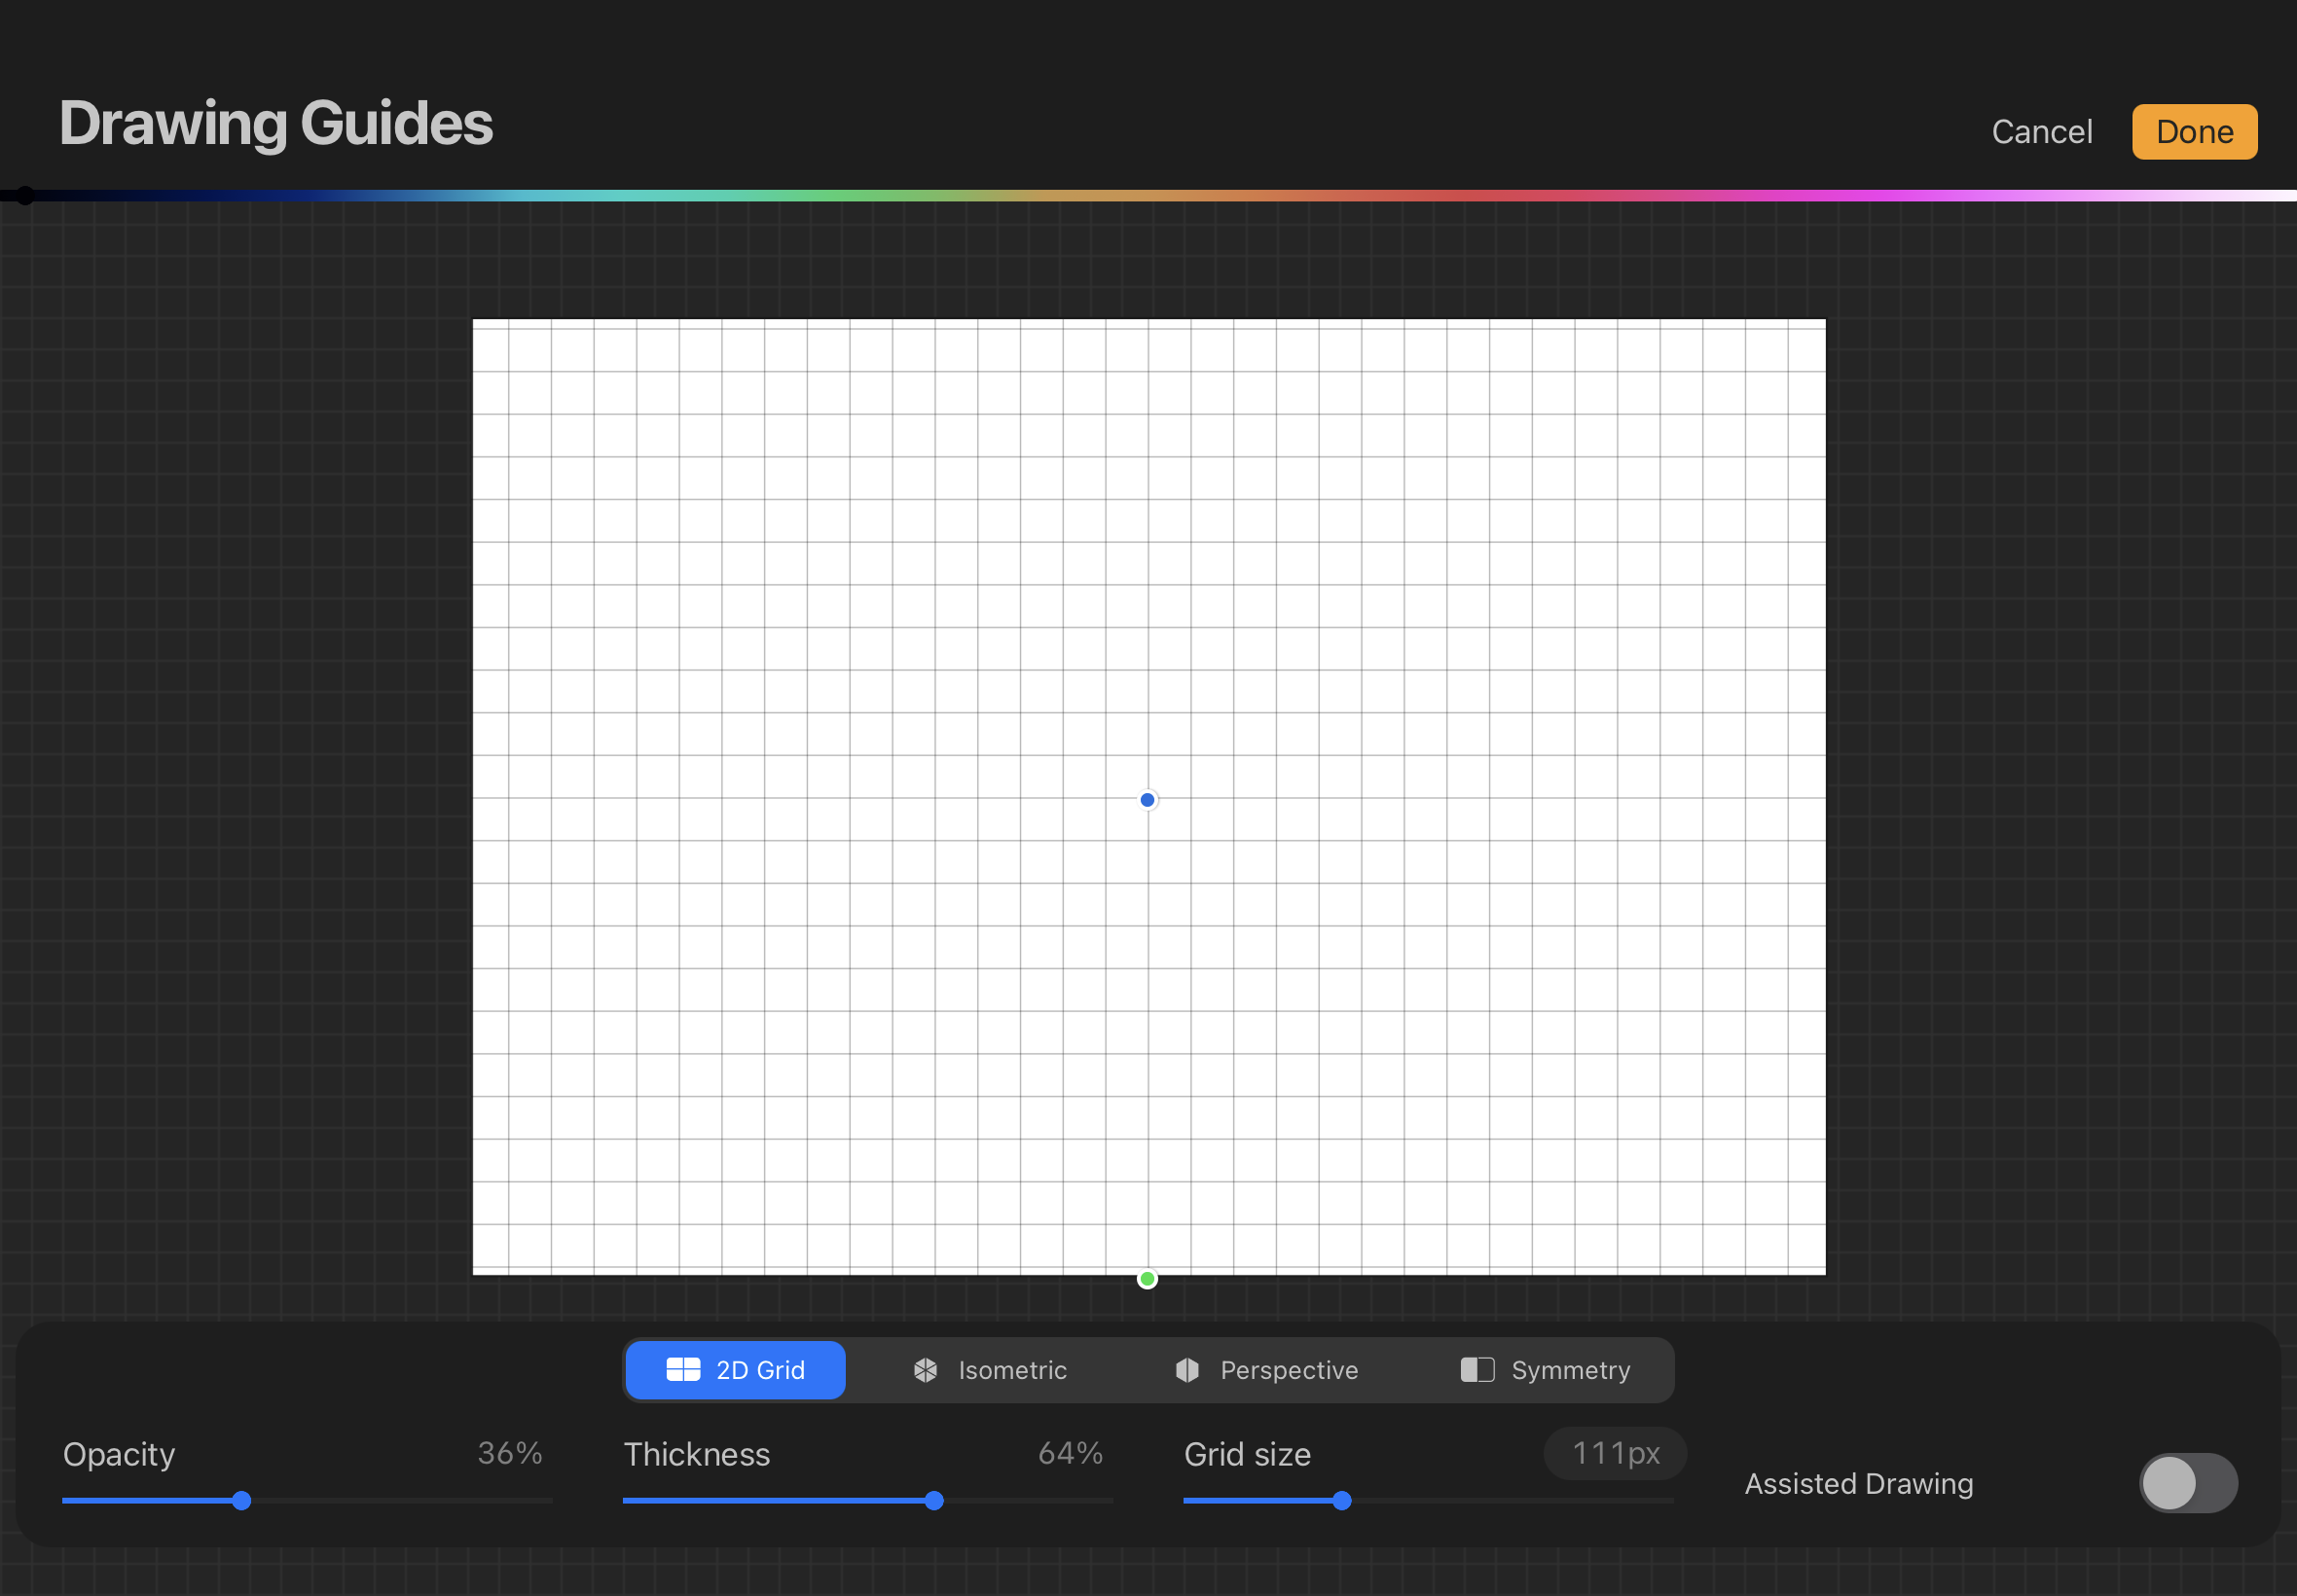 Drawing Guides
Cancel
Done
2D Grid
Isometric
Perspective
Symmetry
Opacity
36%
Thickness
64%
Grid size
111px
Assisted Drawing